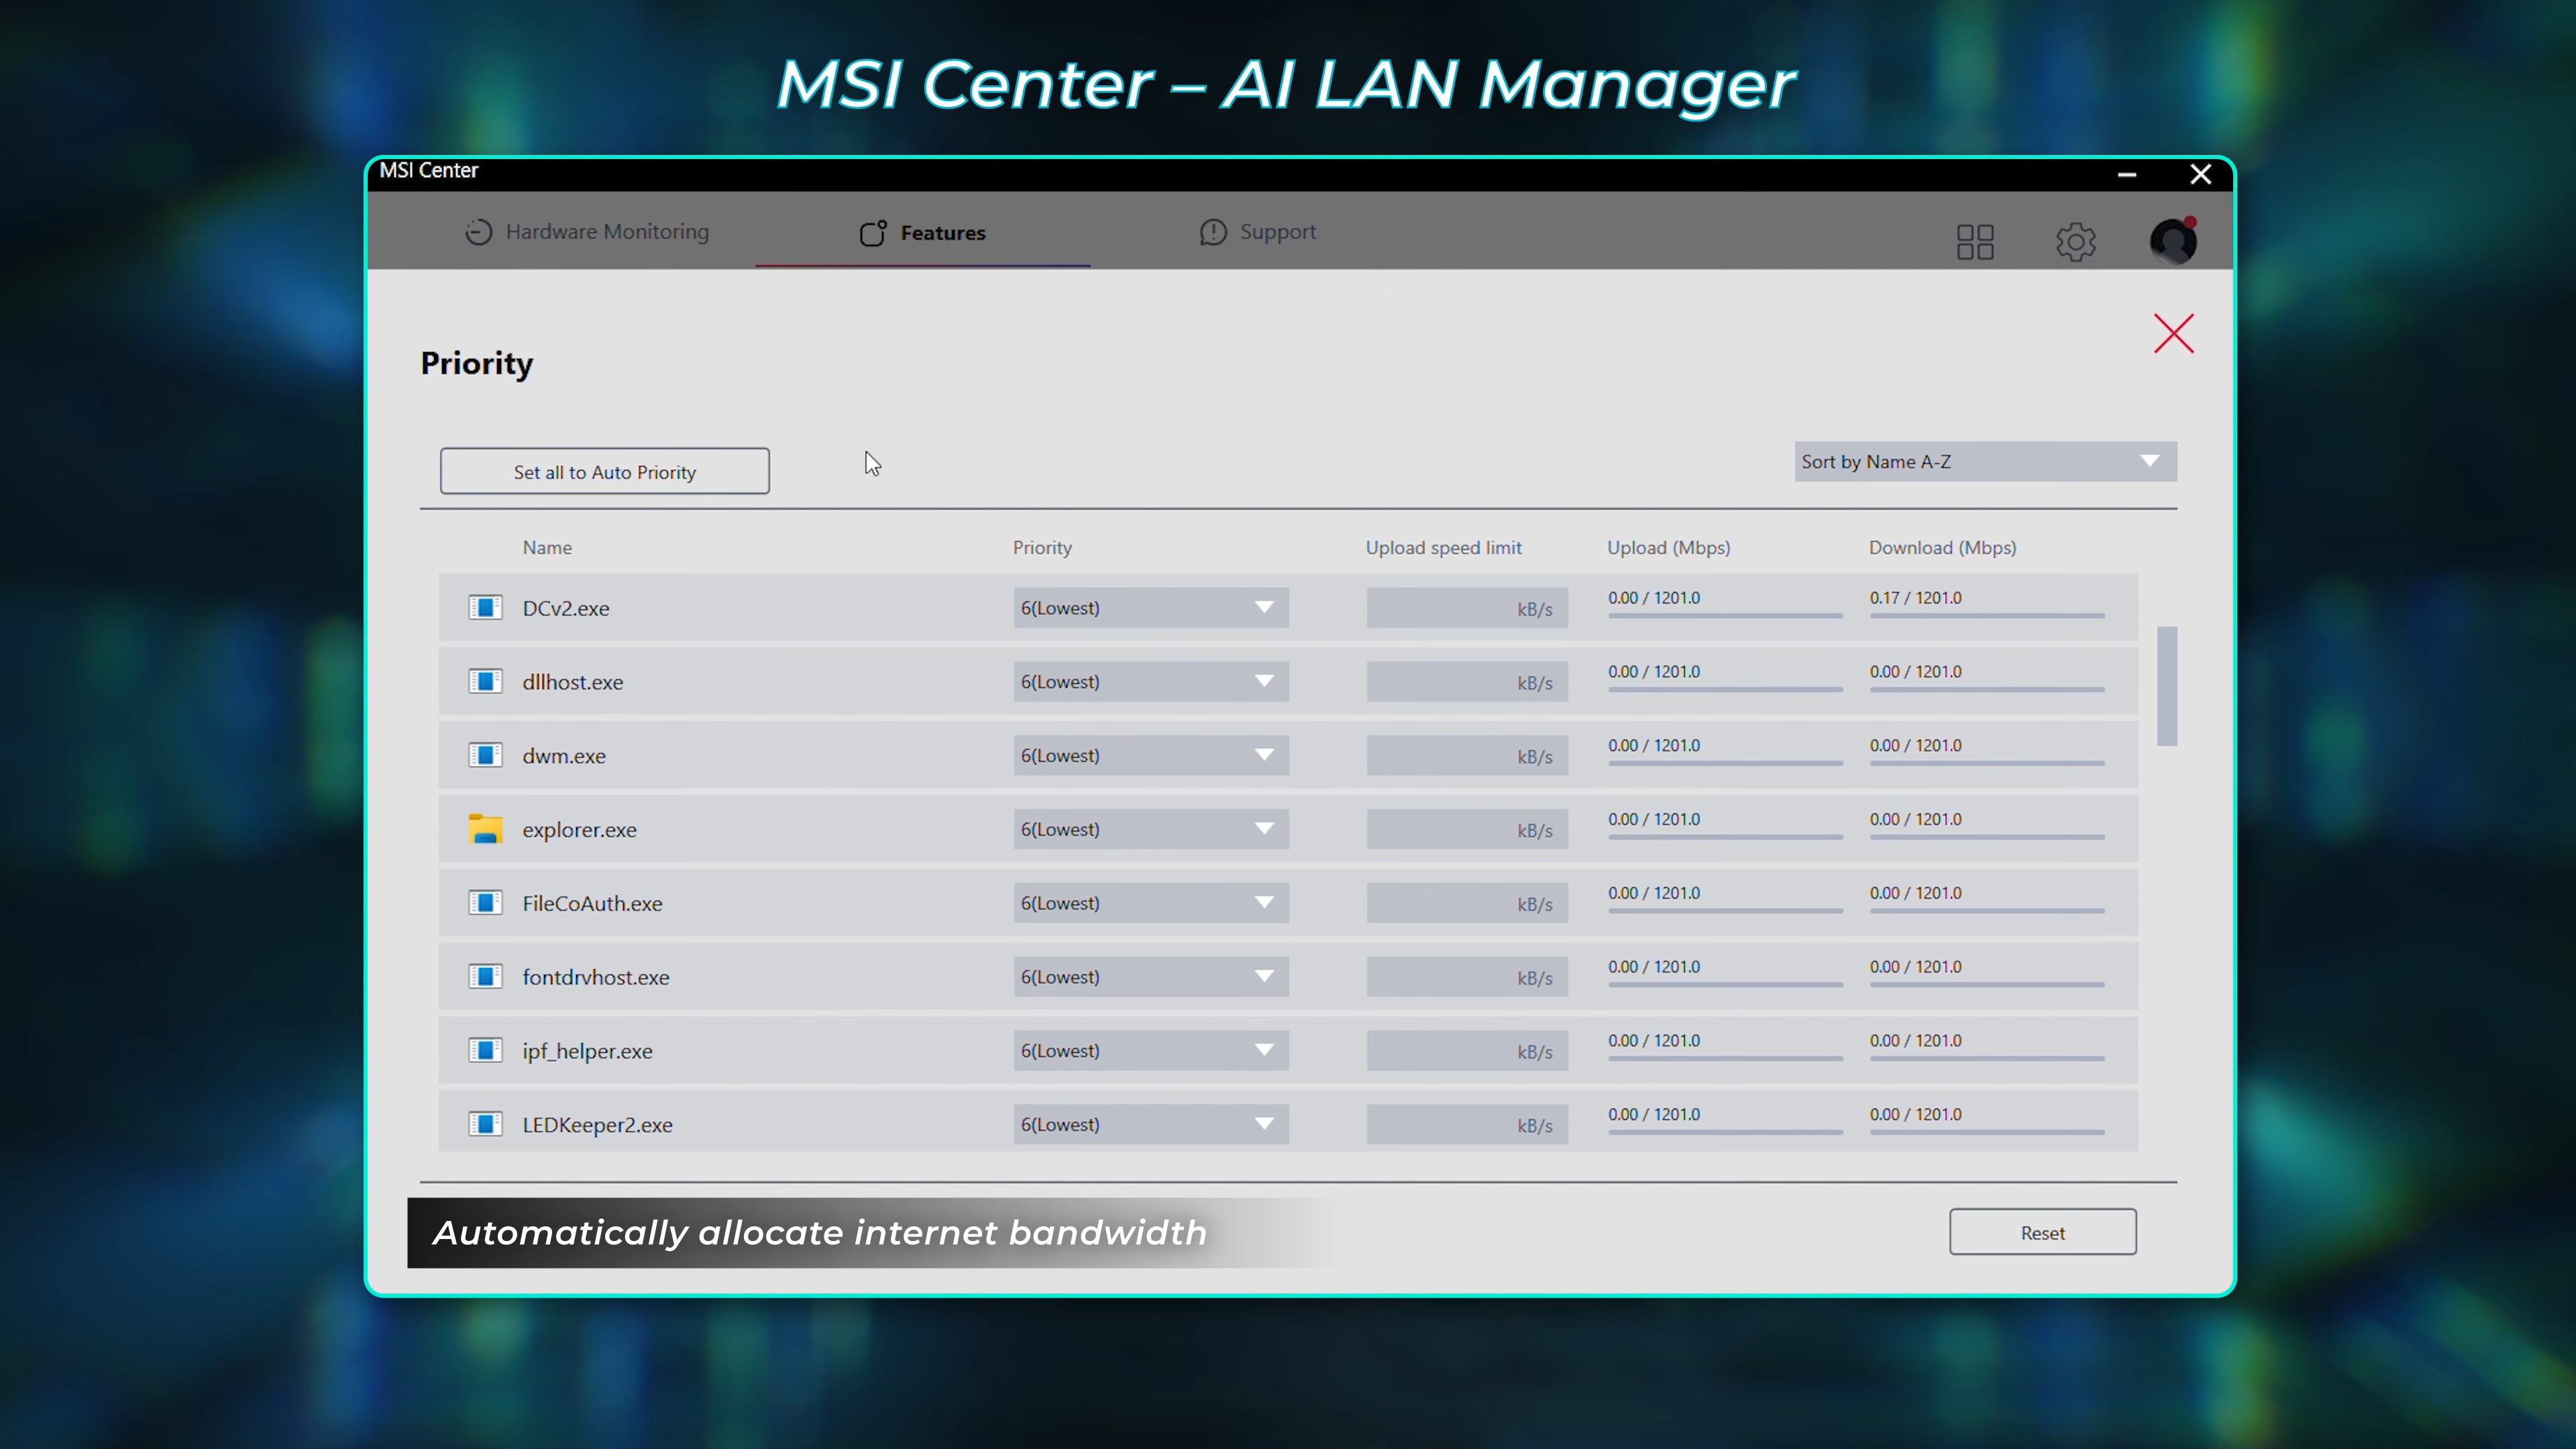 MSI Center – AI LAN Manager
MSI Center
Hardware Monitoring Features Support
Priority
Set all to Auto Priority Sort by Name A-Z
Name Priority Upload speed limit Upload (Mbps) Download (Mbps)
DCv2.exe 6(Lowest) kB/s 0.00 / 1201.0 0.17 / 1201.0
dllhost.exe 6(Lowest) kB/s 0.00 / 1201.0 0.00 / 1201.0
dwm.exe 6(Lowest) kB/s 0.00 / 1201.0 0.00 / 1201.0
explorer.exe 6(Lowest) kB/s 0.00 / 1201.0 0.00 / 1201.0
FileCoAuth.exe 6(Lowest) kB/s 0.00 / 1201.0 0.00 / 1201.0
fontdrvhost.exe 6(Lowest) kB/s 0.00 / 1201.0 0.00 / 1201.0
ipf_helper.exe 6(Lowest) kB/s 0.00 / 1201.0 0.00 / 1201.0
LEDKeeper2.exe 6(Lowest) kB/s 0.00 / 1201.0 0.00 / 1201.0
Automatically allocate internet bandwidth Reset